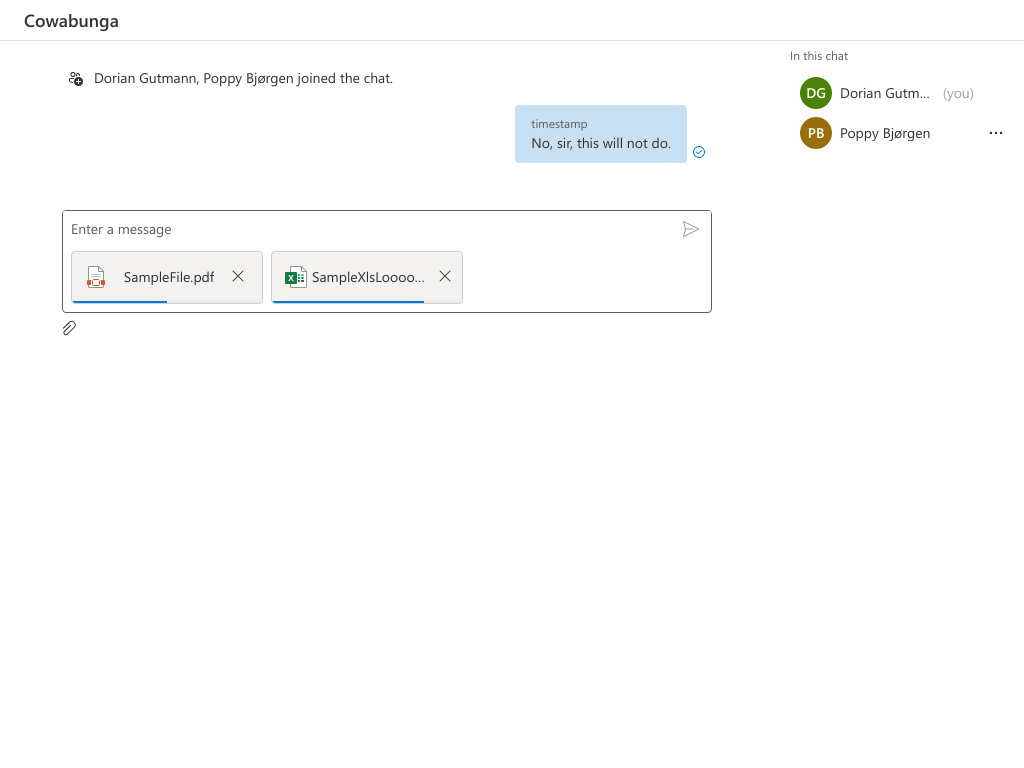 Cowabunga
Dorian Gutmann, Poppy Bjørgen joined the chat.
timestamp
No, sir, this will not do.
Enter a message
SampleFile.pdf
X
SampleXlsLoooo...
In this chat
DG Dorian Gutm... (you)
PB Poppy Bjørgen